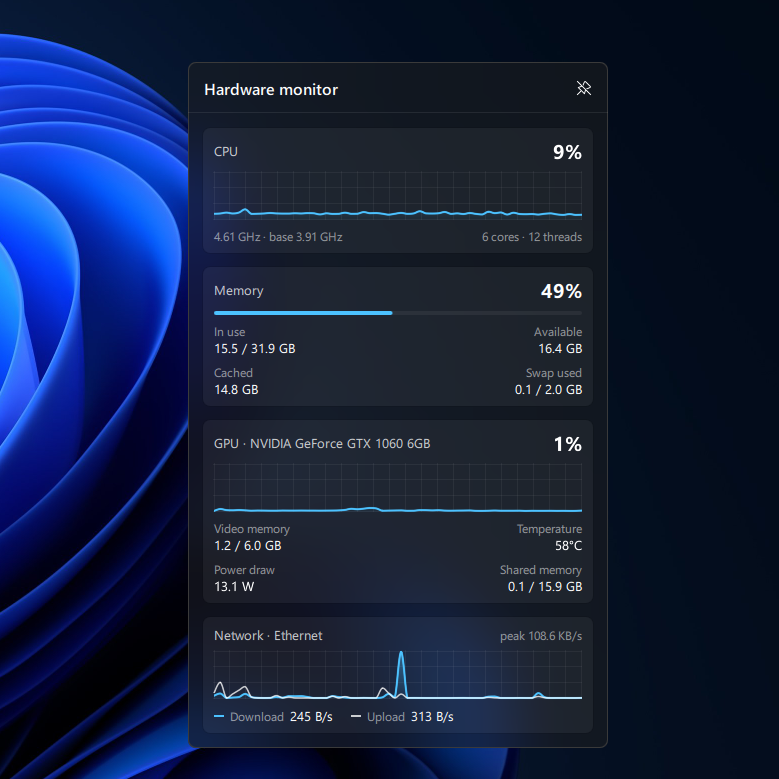 Hardware monitor
CPU 9%
4.61 GHz · base 3.91 GHz 6 cores · 12 threads
Memory 49%
In use Available
15.5 / 31.9 GB 16.4 GB
Cached Swap used
14.8 GB 0.1 / 2.0 GB
GPU · NVIDIA GeForce GTX 1060 6GB 1%
Video memory Temperature
1.2 / 6.0 GB 58°C
Power draw Shared memory
13.1 W 0.1 / 15.9 GB
Network · Ethernet peak 108.6 KB/s
Download 245 B/s Upload 313 B/s